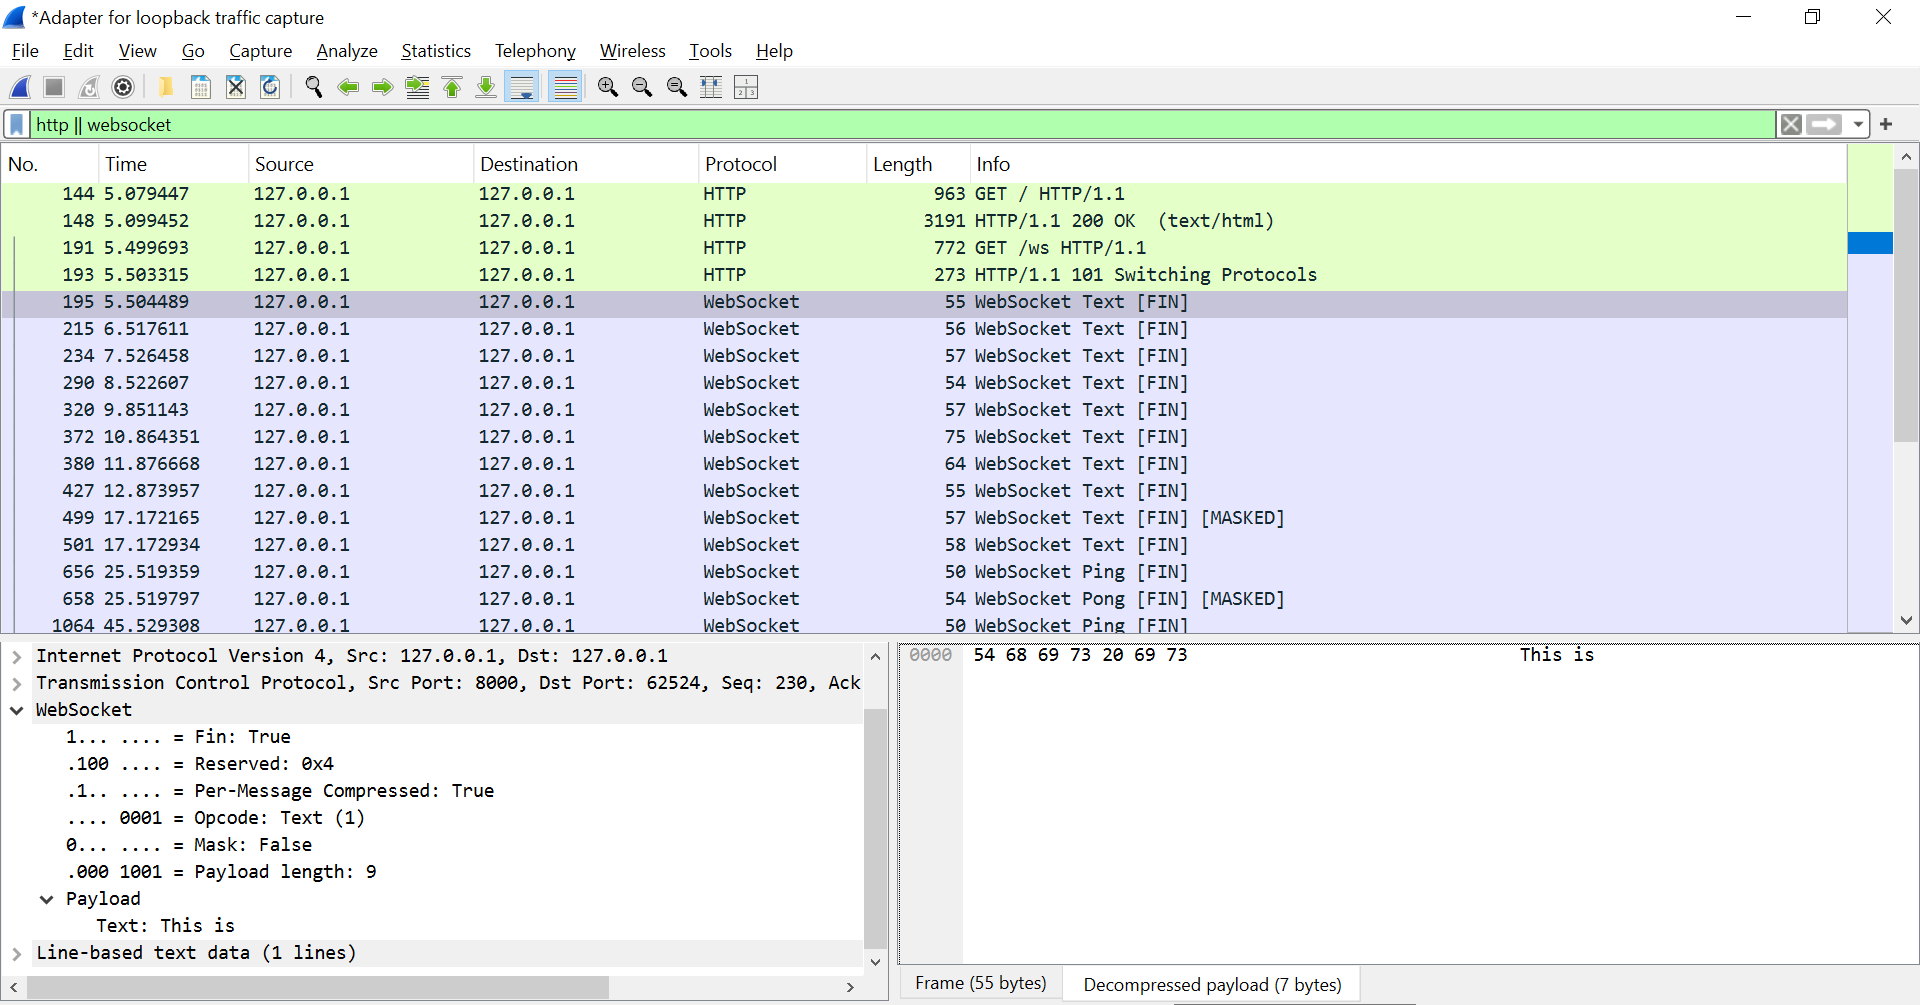 *Adapter for loopback traffic capture
File Edit View Go Capture Analyze Statistics Telephony Wireless Tools Help
http || websocket
No. Time Source Destination Protocol Length Info
144 5.079447 127.0.0.1 127.0.0.1 HTTP 963 GET / HTTP/1.1
148 5.099452 127.0.0.1 127.0.0.1 HTTP 3191 HTTP/1.1 200 OK (text/html)
191 5.499693 127.0.0.1 127.0.0.1 HTTP 772 GET /ws HTTP/1.1
193 5.503315 127.0.0.1 127.0.0.1 HTTP 273 HTTP/1.1 101 Switching Protocols
195 5.504489 127.0.0.1 127.0.0.1 WebSocket 55 WebSocket Text [FIN]
215 6.517611 127.0.0.1 127.0.0.1 WebSocket 56 WebSocket Text [FIN]
234 7.526458 127.0.0.1 127.0.0.1 WebSocket 57 WebSocket Text [FIN]
290 8.522607 127.0.0.1 127.0.0.1 WebSocket 54 WebSocket Text [FIN]
320 9.851143 127.0.0.1 127.0.0.1 WebSocket 57 WebSocket Text [FIN]
372 10.864351 127.0.0.1 127.0.0.1 WebSocket 75 WebSocket Text [FIN]
380 11.876668 127.0.0.1 127.0.0.1 WebSocket 64 WebSocket Text [FIN]
427 12.873957 127.0.0.1 127.0.0.1 WebSocket 55 WebSocket Text [FIN]
499 17.172165 127.0.0.1 127.0.0.1 WebSocket 57 WebSocket Text [FIN] [MASKED]
501 17.172934 127.0.0.1 127.0.0.1 WebSocket 58 WebSocket Text [FIN]
656 25.519359 127.0.0.1 127.0.0.1 WebSocket 50 WebSocket Ping [FIN]
658 25.519797 127.0.0.1 127.0.0.1 WebSocket 54 WebSocket Pong [FIN] [MASKED]
1064 45.529308 127.0.0.1 127.0.0.1 WebSocket 50 WebSocket Ping [FIN]
Internet Protocol Version 4, Src: 127.0.0.1, Dst: 127.0.0.1
Transmission Control Protocol, Src Port: 8000, Dst Port: 62524, Seq: 230, Ack
WebSocket
1... .... = Fin: True
.100 .... = Reserved: 0x4
.1.. .... = Per-Message Compressed: True
.... 0001 = Opcode: Text (1)
0... .... = Mask: False
.000 1001 = Payload length: 9
Payload
Text: This is
Line-based text data (1 lines)
0000 54 68 69 73 20 69 73 This is
Frame (55 bytes) Decompressed payload (7 bytes)